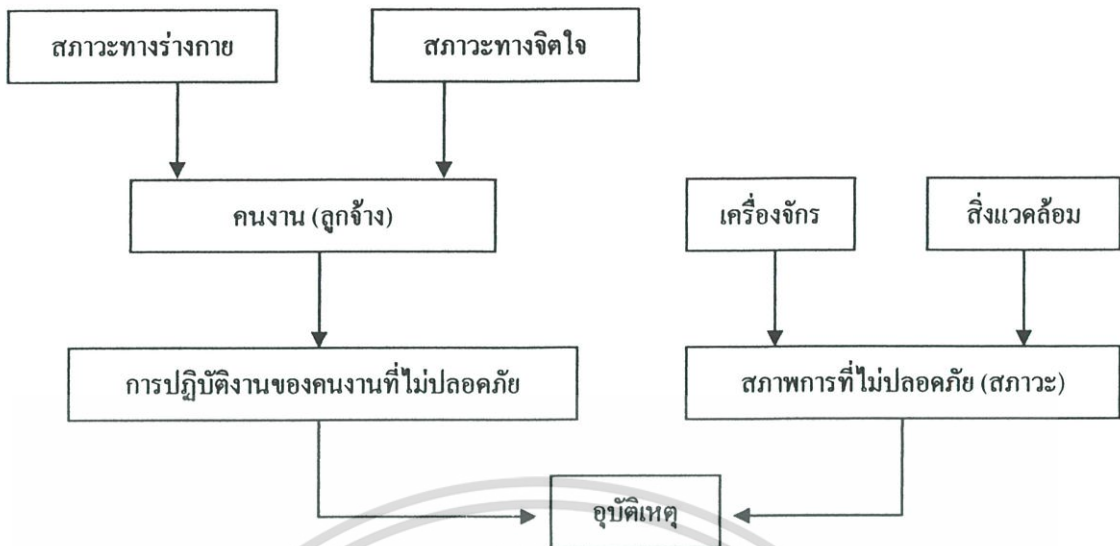 สภาวะทางร่างกาย
สภาวะทางจิตใจ
คนงาน (ลูกจ้าง)
เครื่องจักร
สิ่งแวดล้อม
การปฏิบัติงานของคนงานที่ไม่ปลอดภัย
สภาพการที่ไม่ปลอดภัย (สภาวะ)
อุบัติเหตุ